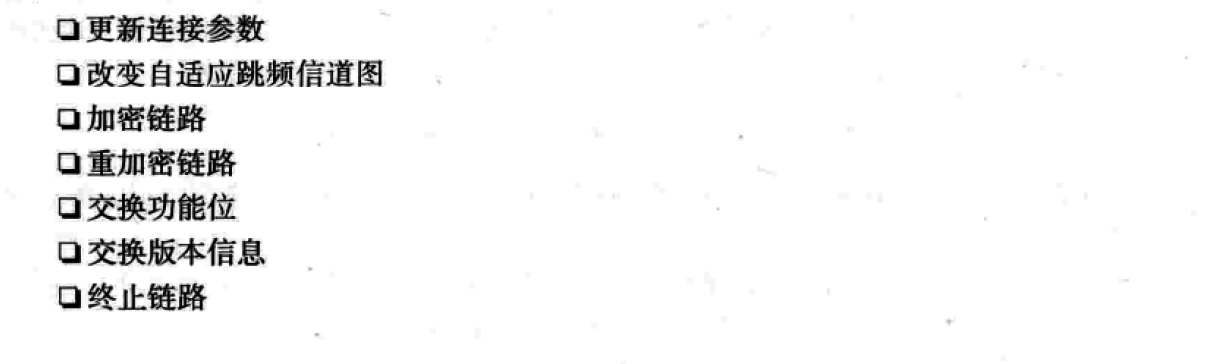 ❏更新连接参数
❏改变自适应跳频信道图
❏加密链路
❏重加密链路
❏交换功能位
❏交换版本信息
❏终止链路